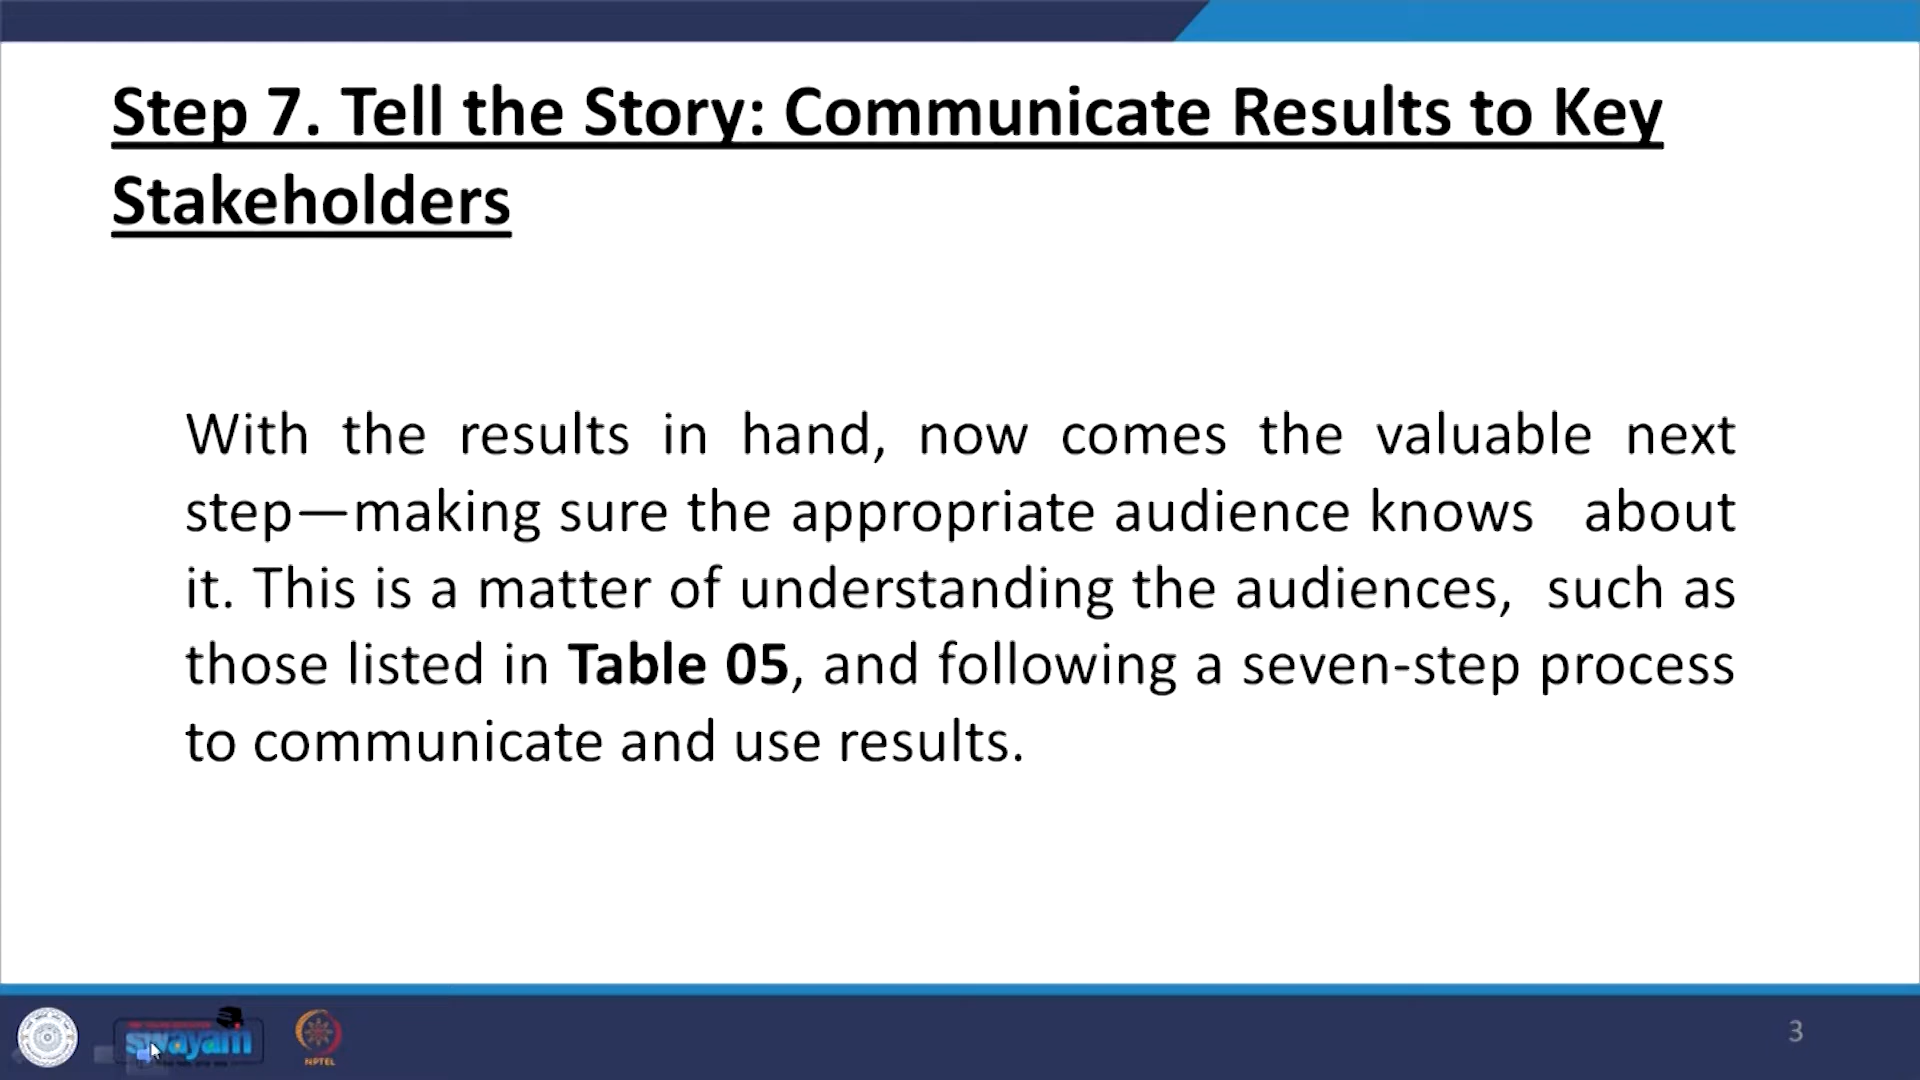 Step 7. Tell the Story: Communicate Results to Key
Stakeholders
With the results in hand, now comes the valuable next
step—making sure the appropriate audience knows about
it. This is a matter of understanding the audiences, such as
those listed in Table 05, and following a seven-step process
to communicate and use results.
swayam
NPTEL
3